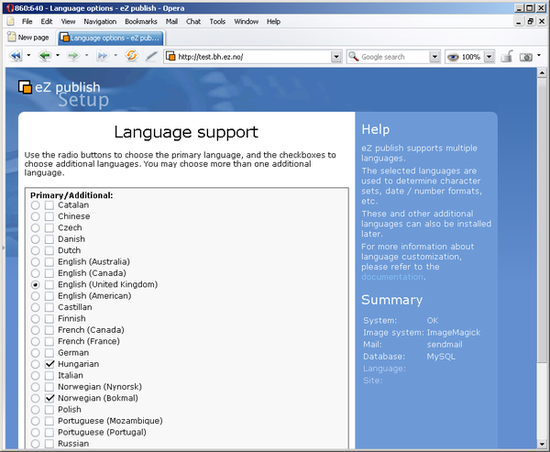 860:640 - Language options - eZ publish - Opera
File Edit View Navigation Bookmarks Mail Chat Tools Window Help
New page
Language options - eZ pub...
http://test.bh.ez.no/
Google search
100%
eZ publish
Setup
Language support
Use the radio buttons to choose the primary language, and the checkboxes to
choose additional languages. You may choose more than one additional
language.
Primary/Additional:
Catalan
Chinese
Czech
Danish
Dutch
English (Australia)
English (Canada)
English (United Kingdom)
English (American)
Castillan
Finnish
French (Canada)
French (France)
German
Hungarian
Italian
Norwegian (Nynorsk)
Norwegian (Bokmal)
Polish
Portuguese (Mozambique)
Portuguese (Portugal)
Russian
Help
eZ publish supports multiple
languages.
The selected languages are
used to determine character
sets, date / number formats,
etc.
These and other additional
languages can also be installed
later.
For more information about
language customization,
please refer to the
documentation.
Summary
System: OK
Image system: ImageMagick
Mail: sendmail
Database: MySQL
Language:
Site: